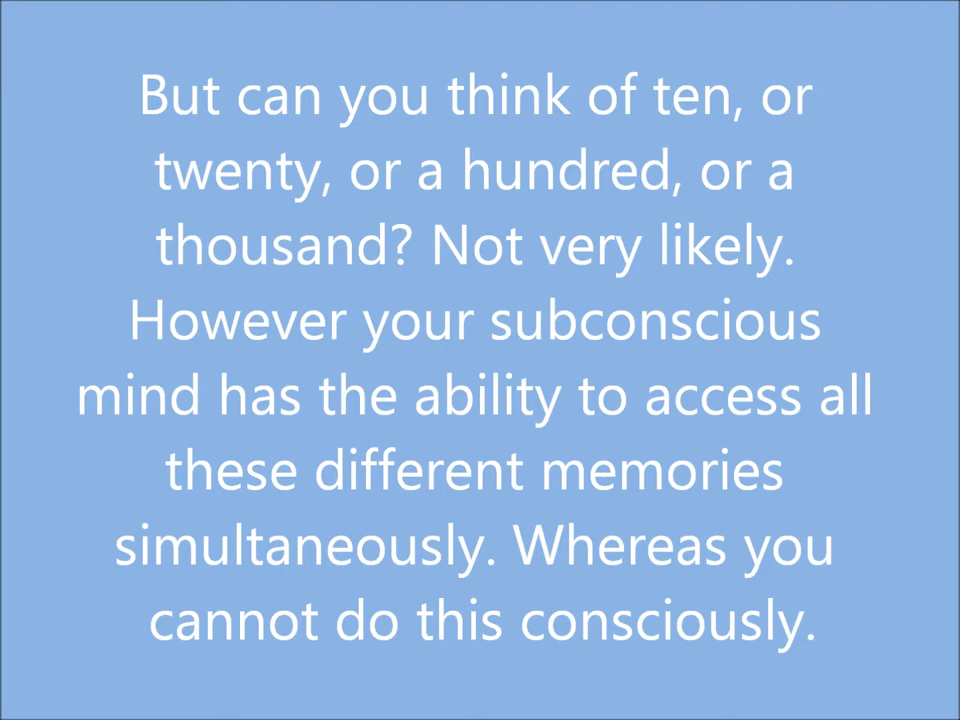 But can you think of ten, or
twenty, or a hundred, or a
thousand? Not very likely.
However your subconscious
mind has the ability to access all
these different memories
simultaneously. Whereas you
cannot do this consciously.